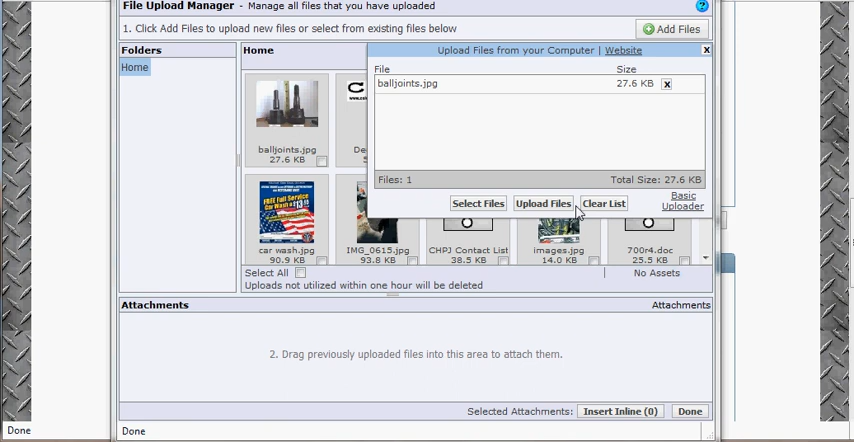 File Upload Manager - Manage all files that you have uploaded
1. Click Add Files to upload new files or select from existing files below
Add Files
Folders
Home
Home
Upload Files from your Computer | Website
File Size
balljoints.jpg 27.6 KB
Files: 1 Total Size: 27.6 KB
Select Files Upload Files Clear List Basic Uploader
balljoints.jpg
27.6 KB
FREE Full Service
Car Wash
car wash.jpg
90.9 KB
IMG_0615.jpg
93.8 KB
CHPJ Contact List
38.5 KB
images.jpg
14.0 KB
700r4.doc
25.5 KB
Select All
No Assets
Uploads not utilized within one hour will be deleted
Attachments Attachments
2. Drag previously uploaded files into this area to attach them.
Selected Attachments: Insert Inline (0) Done
Done
Done